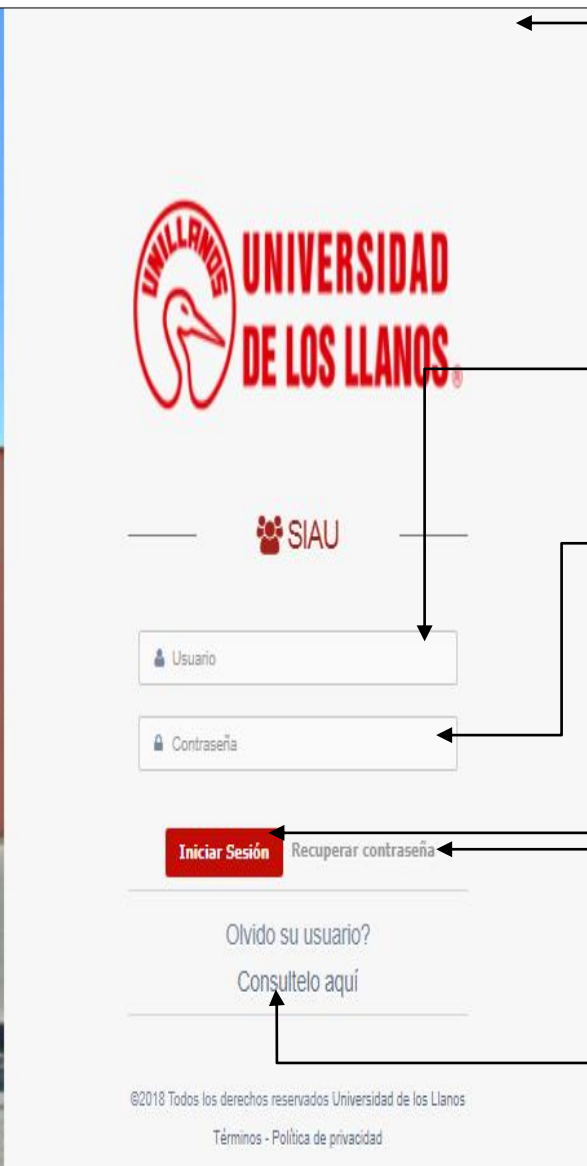 UNILLANOS
UNIVERSIDAD
DE LOS LLANOS®
SIAU
Usuario
Contraseña
Iniciar Sesión Recuperar contraseña
Olvido su usuario?
Consultelo aquí
©2018 Todos los derechos reservados Universidad de los Llanos
Términos - Política de privacidad